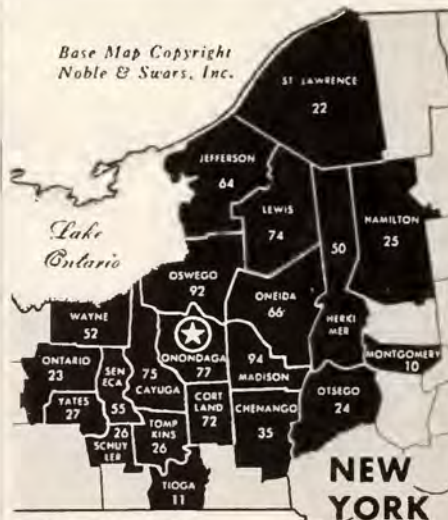 Base Map Copyright
Noble & Swars, Inc.
ST LAWRENCE
22
JEFFERSON
64
LEWIS
74
HAMILTON
25
50
Lake
Ontario
OSWEGO
92
ONEIDA
66
WAYNE
52
HERKI
MER
ONTARIO
23
SEN
ECA
55
75
CAYUGA
ONONDAGA
77
94
MADISON
MONTGOMERY
10
YATES
27
CORT
LAND
72
CHENANGO
35
OTSEGO
24
26
SCHUY
LER
TOMP
KINS
26
TIOGA
11
NEW
YORK